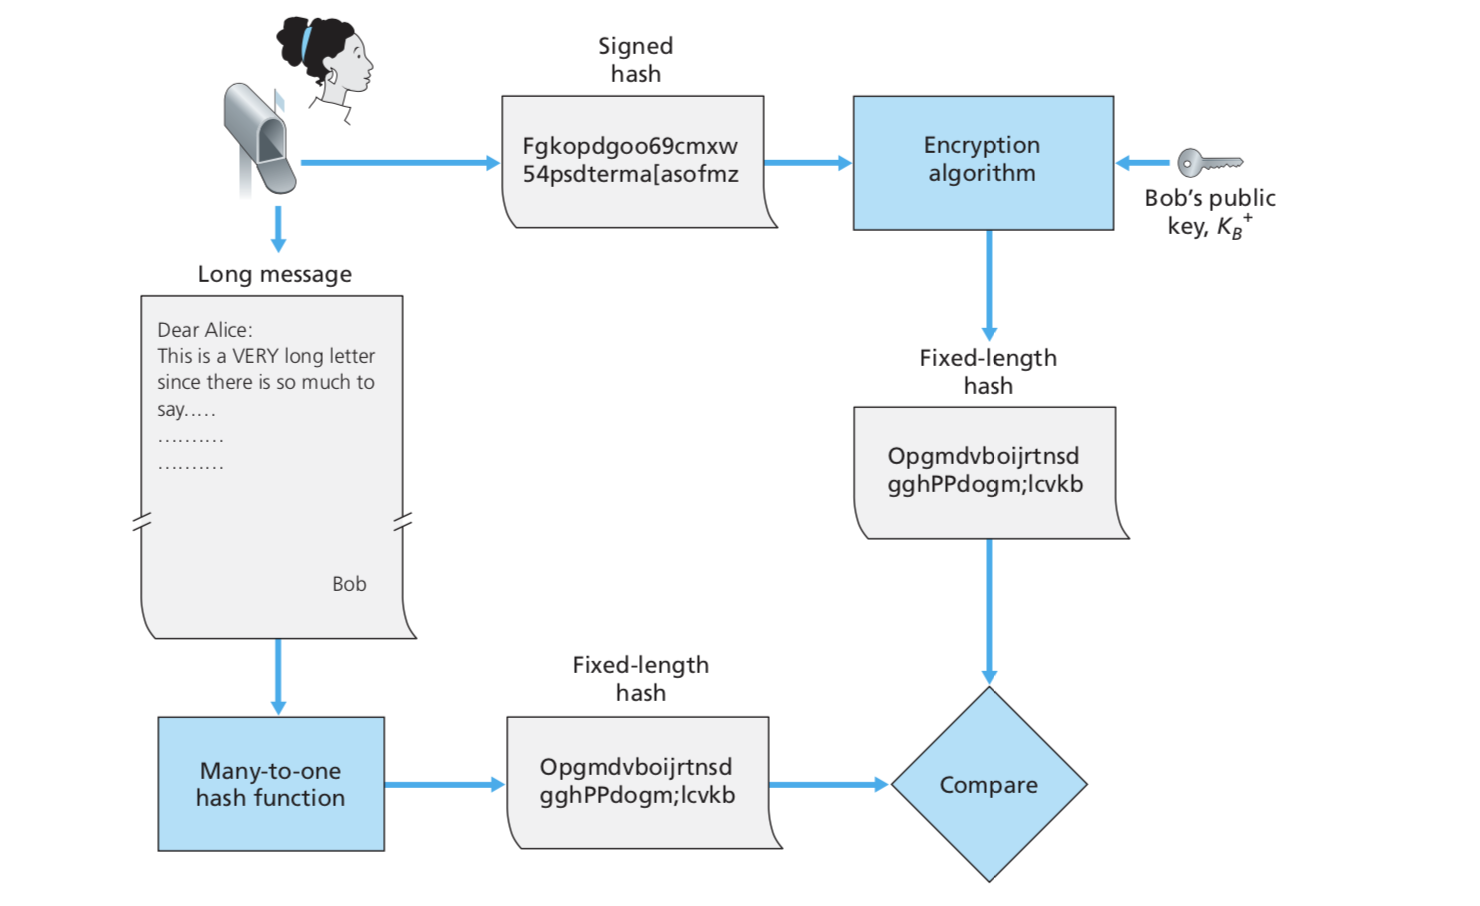 Signed
hash
Fgkopdgoo69cmxw
54psdterma[asofmz
Encryption
algorithm
Bob's public
key, K_B^+
Long message
Dear Alice:
This is a VERY long letter
since there is so much to
say.....
..........
..........
Bob
Fixed-length
hash
Opgmdvboijrtnsd
gghPPdogm;lcvkb
Many-to-one
hash function
Fixed-length
hash
Opgmdvboijrtnsd
gghPPdogm;lcvkb
Compare